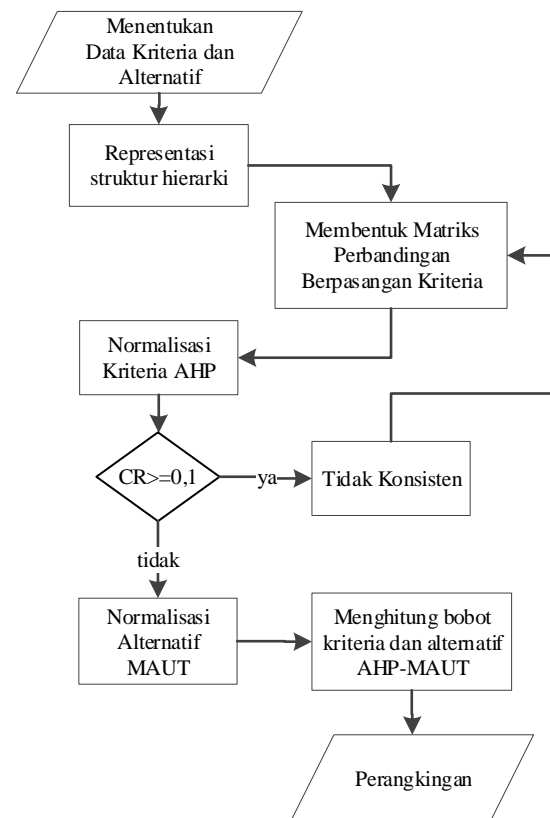 Menentukan
Data Kriteria dan
Alternatif
Representasi
struktur hierarki
Membentuk Matriks
Perbandingan
Berpasangan Kriteria
Normalisasi
Kriteria AHP
CR>=0,1
ya
Tidak Konsisten
tidak
Normalisasi
Alternatif
MAUT
Menghitung bobot
kriteria dan alternatif
AHP-MAUT
Perangkingan